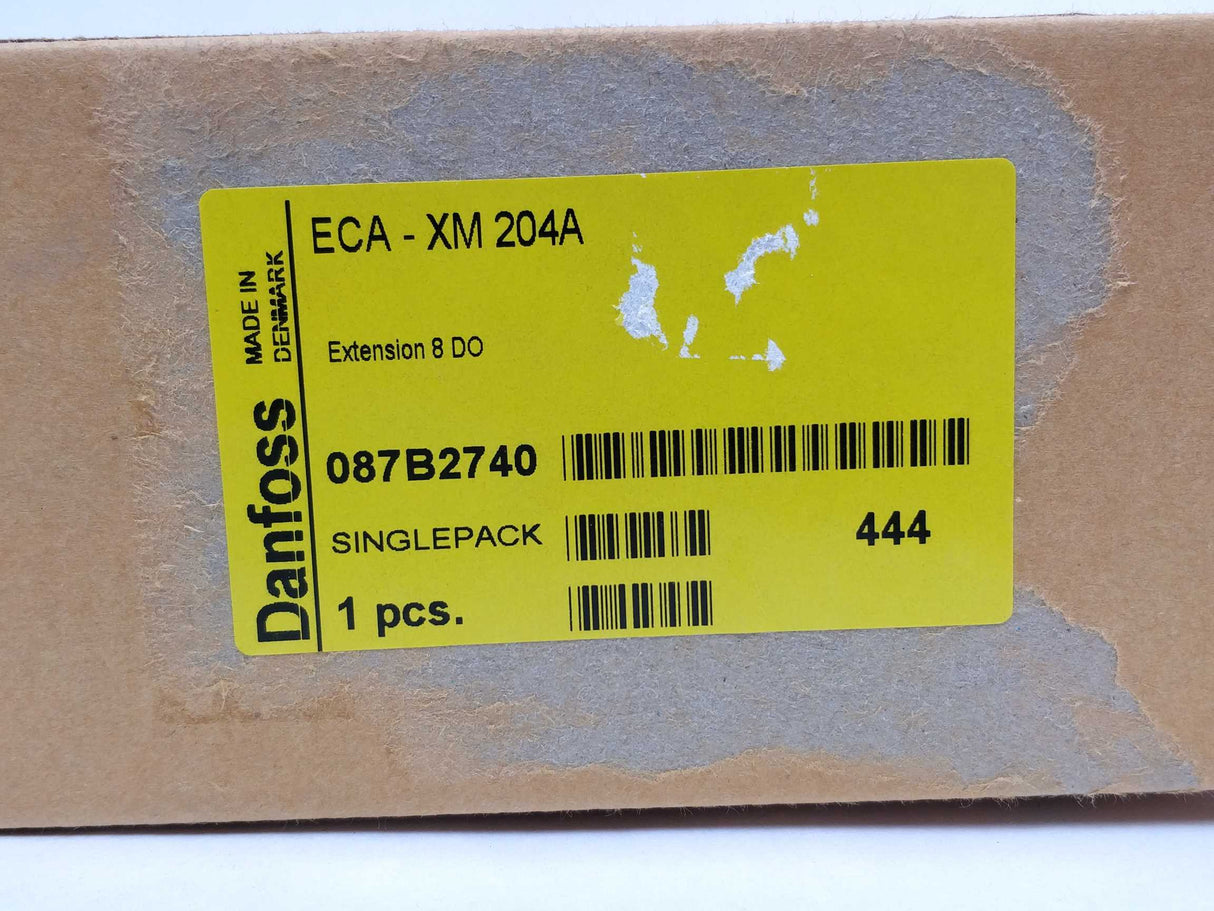 ECA - XM 204A
Extension 8 DO
087B2740
SINGLEPACK
444
1 pcs.
Danfoss
MADE IN
DENMARK